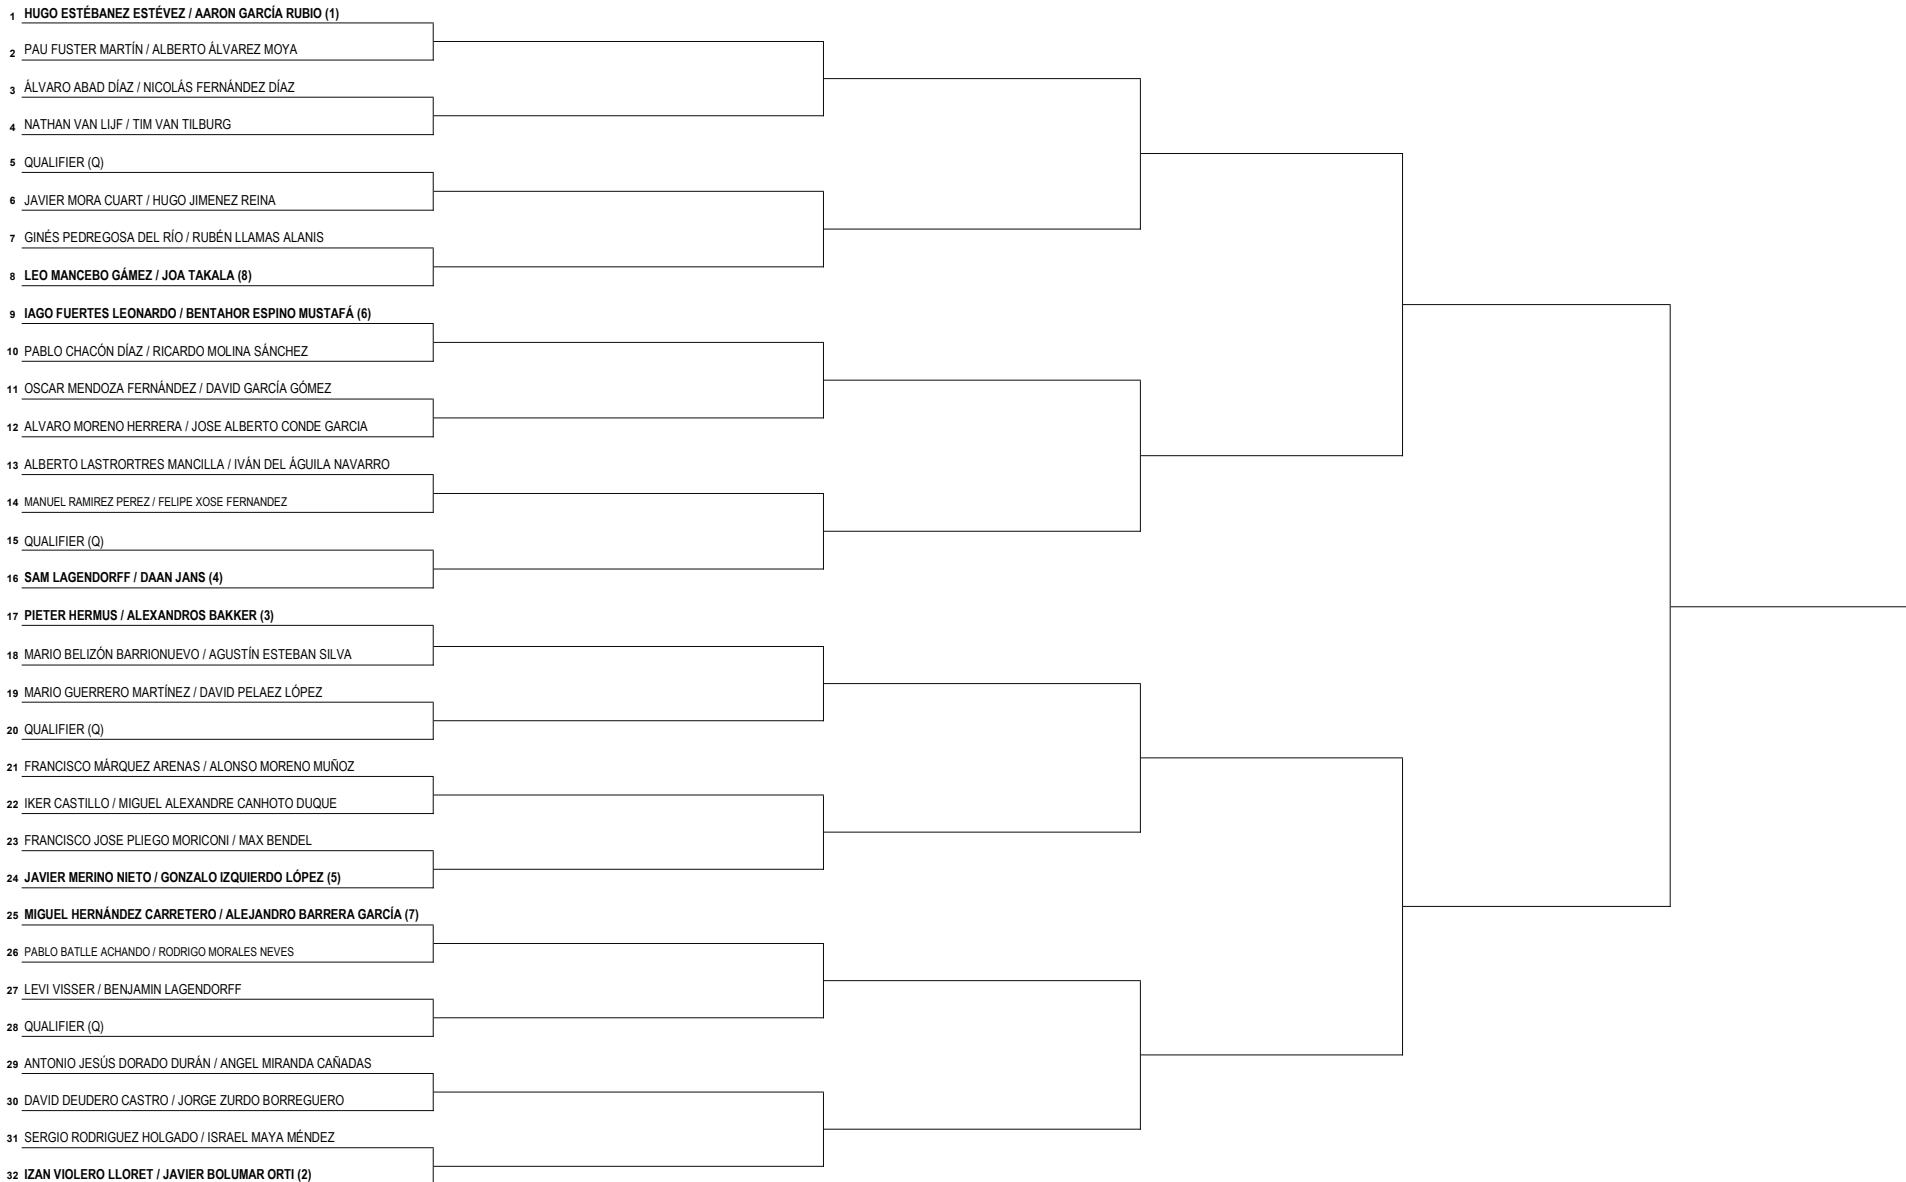 1 HUGO ESTÉBANEZ ESTÉVEZ / AARON GARCÍA RUBIO (1)
2 PAU FUSTER MARTÍN / ALBERTO ÁLVAREZ MOYA
3 ÁLVARO ABAD DÍAZ / NICOLÁS FERNÁNDEZ DÍAZ
4 NATHAN VAN LIJF / TIM VAN TILBURG
5 QUALIFIER (Q)
6 JAVIER MORA CUART / HUGO JIMENEZ REINA
7 GINÉS PEDREGOSA DEL RÍO / RUBÉN LLAMAS ALANIS
8 LEO MANCEBO GÁMEZ / JOA TAKALA (8)
9 IAGO FUERTES LEONARDO / BENTAHOR ESPINO MUSTAFÁ (6)
10 PABLO CHACÓN DÍAZ / RICARDO MOLINA SÁNCHEZ
11 OSCAR MENDOZA FERNÁNDEZ / DAVID GARCÍA GÓMEZ
12 ALVARO MORENO HERRERA / JOSE ALBERTO CONDE GARCIA
13 ALBERTO LASTRORTRES MANCILLA / IVÁN DEL ÁGUILA NAVARRO
14 MANUEL RAMIREZ PEREZ / FELIPE XOSE FERNANDEZ
15 QUALIFIER (Q)
16 SAM LAGENDORFF / DAAN JANS (4)
17 PIETER HERMUS / ALEXANDROS BAKKER (3)
18 MARIO BELIZÓN BARRIONUEVO / AGUSTÍN ESTEBAN SILVA
19 MARIO GUERRERO MARTÍNEZ / DAVID PELAEZ LÓPEZ
20 QUALIFIER (Q)
21 FRANCISCO MÁRQUEZ ARENAS / ALONSO MORENO MUÑOZ
22 IKER CASTILLO / MIGUEL ALEXANDRE CANHOTO DUQUE
23 FRANCISCO JOSE PLIEGO MORICONI / MAX BENDEL
24 JAVIER MERINO NIETO / GONZALO IZQUIERDO LÓPEZ (5)
25 MIGUEL HERNÁNDEZ CARRETERO / ALEJANDRO BARRERA GARCÍA (7)
26 PABLO BATLLE ACHANDO / RODRIGO MORALES NEVES
27 LEVI VISSER / BENJAMIN LAGENDORFF
28 QUALIFIER (Q)
29 ANTONIO JESÚS DORADO DURÁN / ANGEL MIRANDA CAÑADAS
30 DAVID DEUDERO CASTRO / JORGE ZURDO BORREGUERO
31 SERGIO RODRIGUEZ HOLGADO / ISRAEL MAYA MÉNDEZ
32 IZAN VIOLERO LLORET / JAVIER BOLUMAR ORTI (2)